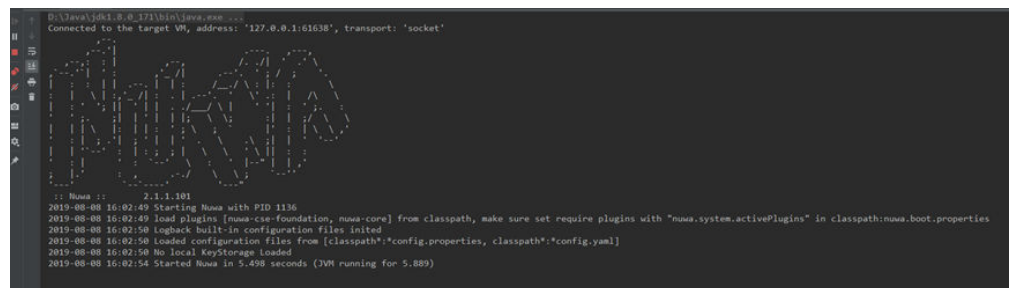 D:\Java\jdk1.8.0_171\bin\java.exe ...
Connected to the target VM, address: '127.0.0.1:61638', transport: 'socket'
:: Nuwa :: 2.1.1.101
2019-08-08 16:02:49 Starting Nuwa with PID 1136
2019-08-08 16:02:49 load plugins [nuwa-cse-foundation, nuwa-core] from classpath, make sure set require plugins with "nuwa.system.activePlugins" in classpath:nuwa.boot.properties
2019-08-08 16:02:50 Logback built-in configuration files inited
2019-08-08 16:02:50 Loaded configuration files from [classpath*:*config.properties, classpath*:*config.yaml]
2019-08-08 16:02:50 No local KeyStorage Loaded
2019-08-08 16:02:54 Started Nuwa in 5.498 seconds (JVM running for 5.889)